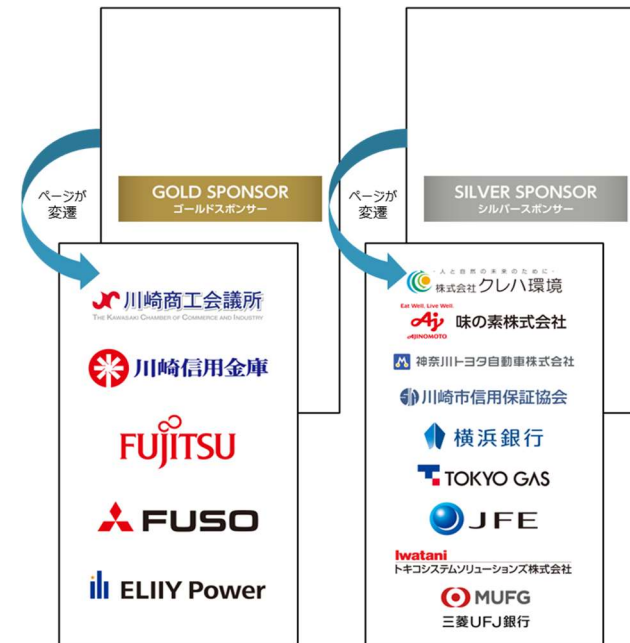 ページが
変遷
GOLD SPONSOR
ゴールドスポンサー
川崎商工会議所
THE KAWASAKI CHAMBER OF COMMERCE AND INDUSTRY
川崎信用金庫
FUJITSU
FUSO
ELIIY Power
ページが
変遷
SILVER SPONSOR
シルバースポンサー
・人と自然の未来のために・
株式会社クレハ環境
Eat Well, Live Well.
Aj
AJINOMOTO
味の素株式会社
神奈川トヨタ自動車株式会社
川崎市信用保証協会
横浜銀行
TOKYO GAS
JFE
Iwatani
トキコシステムソリューションズ株式会社
MUFG
三菱UFJ銀行